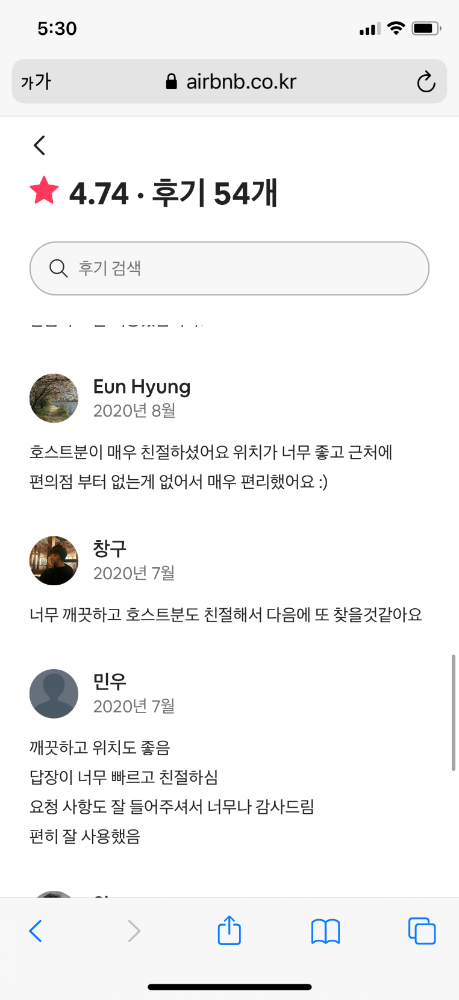 5:30
가가
airbnb.co.kr
4.74 · 후기 54개
후기 검색
Eun Hyung
2020년 8월
호스트분이 매우 친절하셨어요 위치가 너무 좋고 근처에
편의점 부터 없는게 없어서 매우 편리했어요 :)
창구
2020년 7월
너무 깨끗하고 호스트분도 친절해서 다음에 또 찾을것같아요
민우
2020년 7월
깨끗하고 위치도 좋음
답장이 너무 빠르고 친절하심
요청 사항도 잘 들어주셔서 너무나 감사드림
편히 잘 사용했음